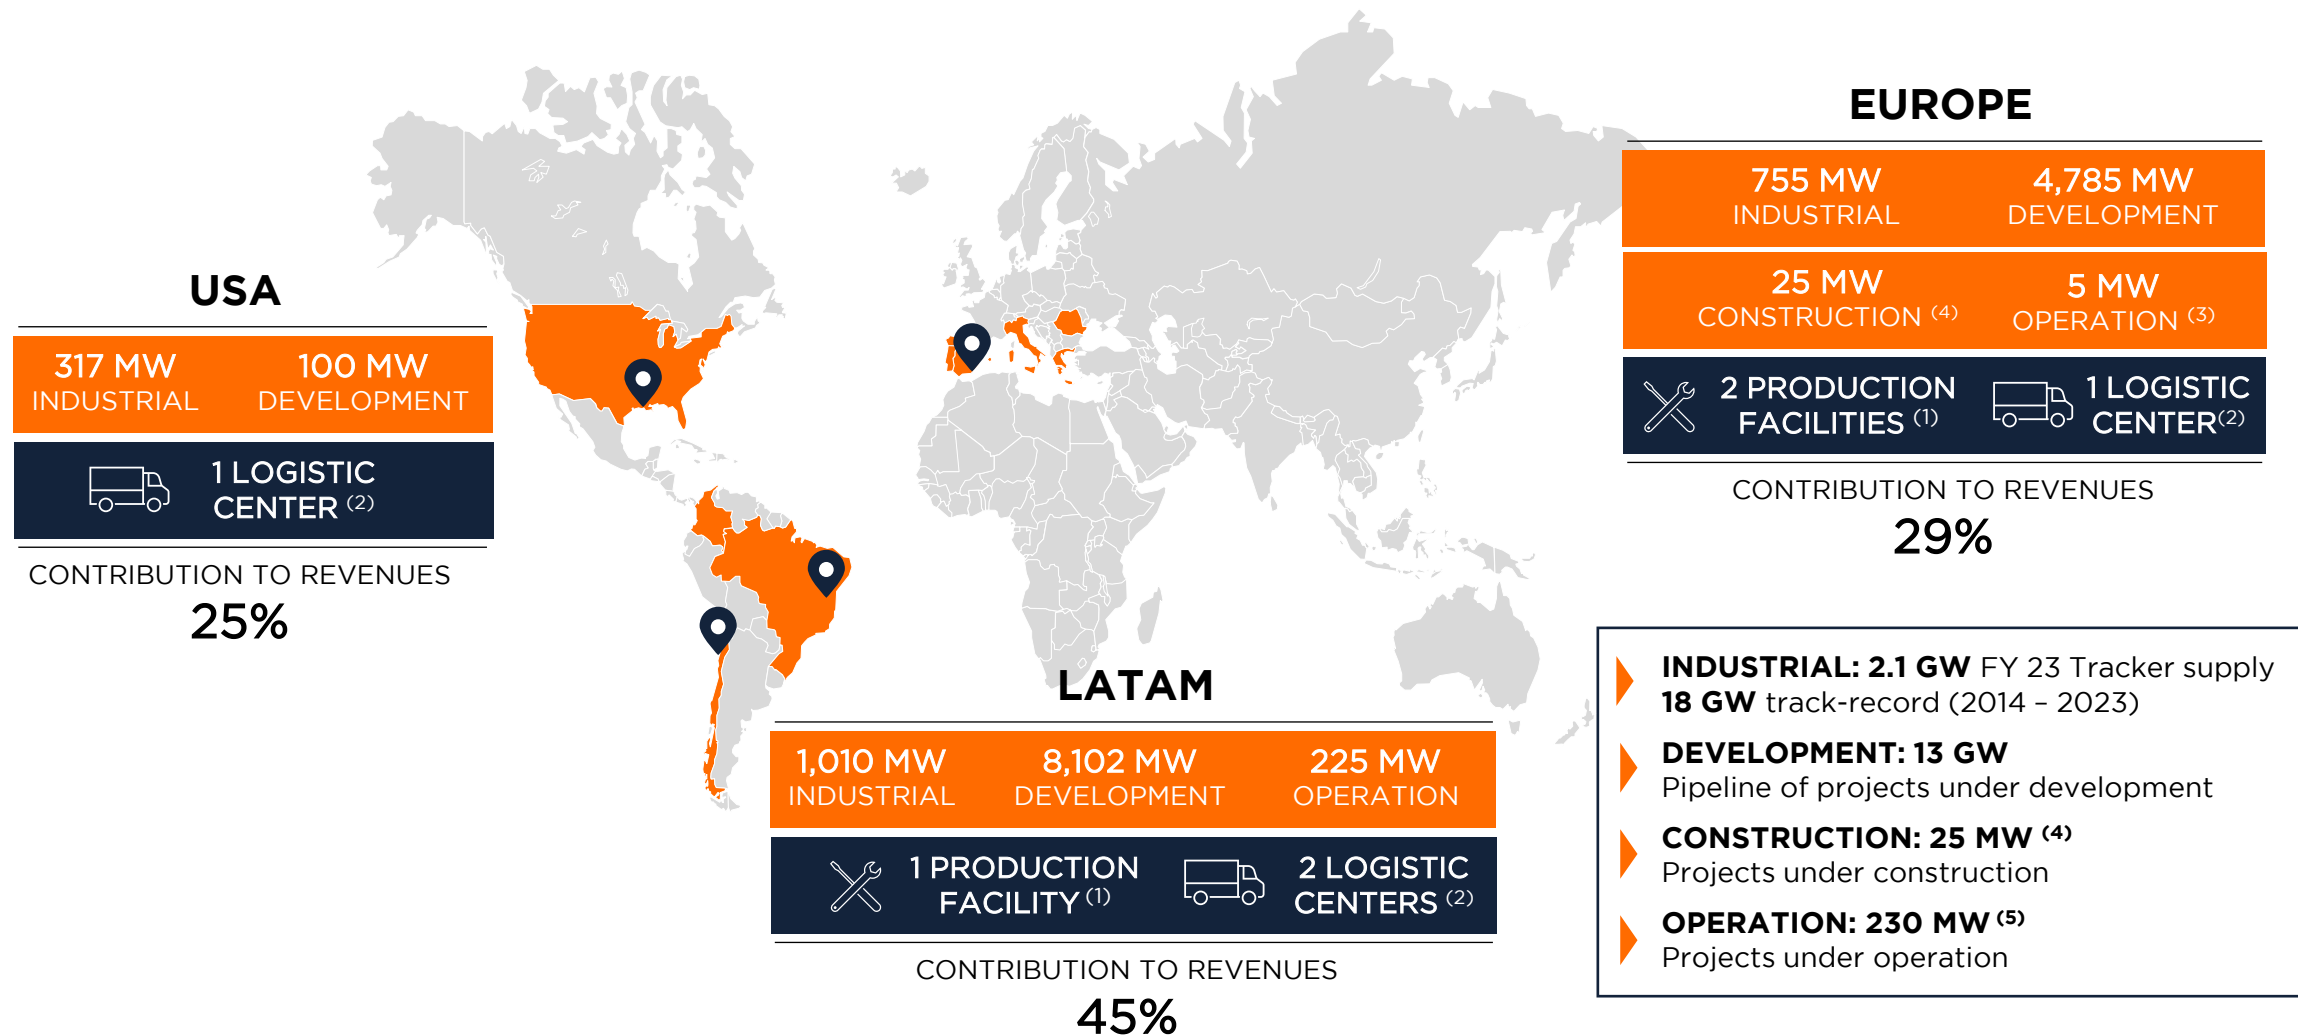 USA
317 MW
INDUSTRIAL
100 MW
DEVELOPMENT
1 LOGISTIC
CENTER (2)
CONTRIBUTION TO REVENUES
25%
LATAM
1,010 MW
INDUSTRIAL
8,102 MW
DEVELOPMENT
225 MW
OPERATION
1 PRODUCTION
FACILITY (1)
2 LOGISTIC
CENTERS (2)
CONTRIBUTION TO REVENUES
45%
EUROPE
755 MW
INDUSTRIAL
4,785 MW
DEVELOPMENT
25 MW
CONSTRUCTION (4)
5 MW
OPERATION (3)
2 PRODUCTION
FACILITIES (1)
1 LOGISTIC
CENTER(2)
CONTRIBUTION TO REVENUES
29%
INDUSTRIAL: 2.1 GW FY 23 Tracker supply
18 GW track-record (2014 – 2023)
DEVELOPMENT: 13 GW
Pipeline of projects under development
CONSTRUCTION: 25 MW (4)
Projects under construction
OPERATION: 230 MW (5)
Projects under operation